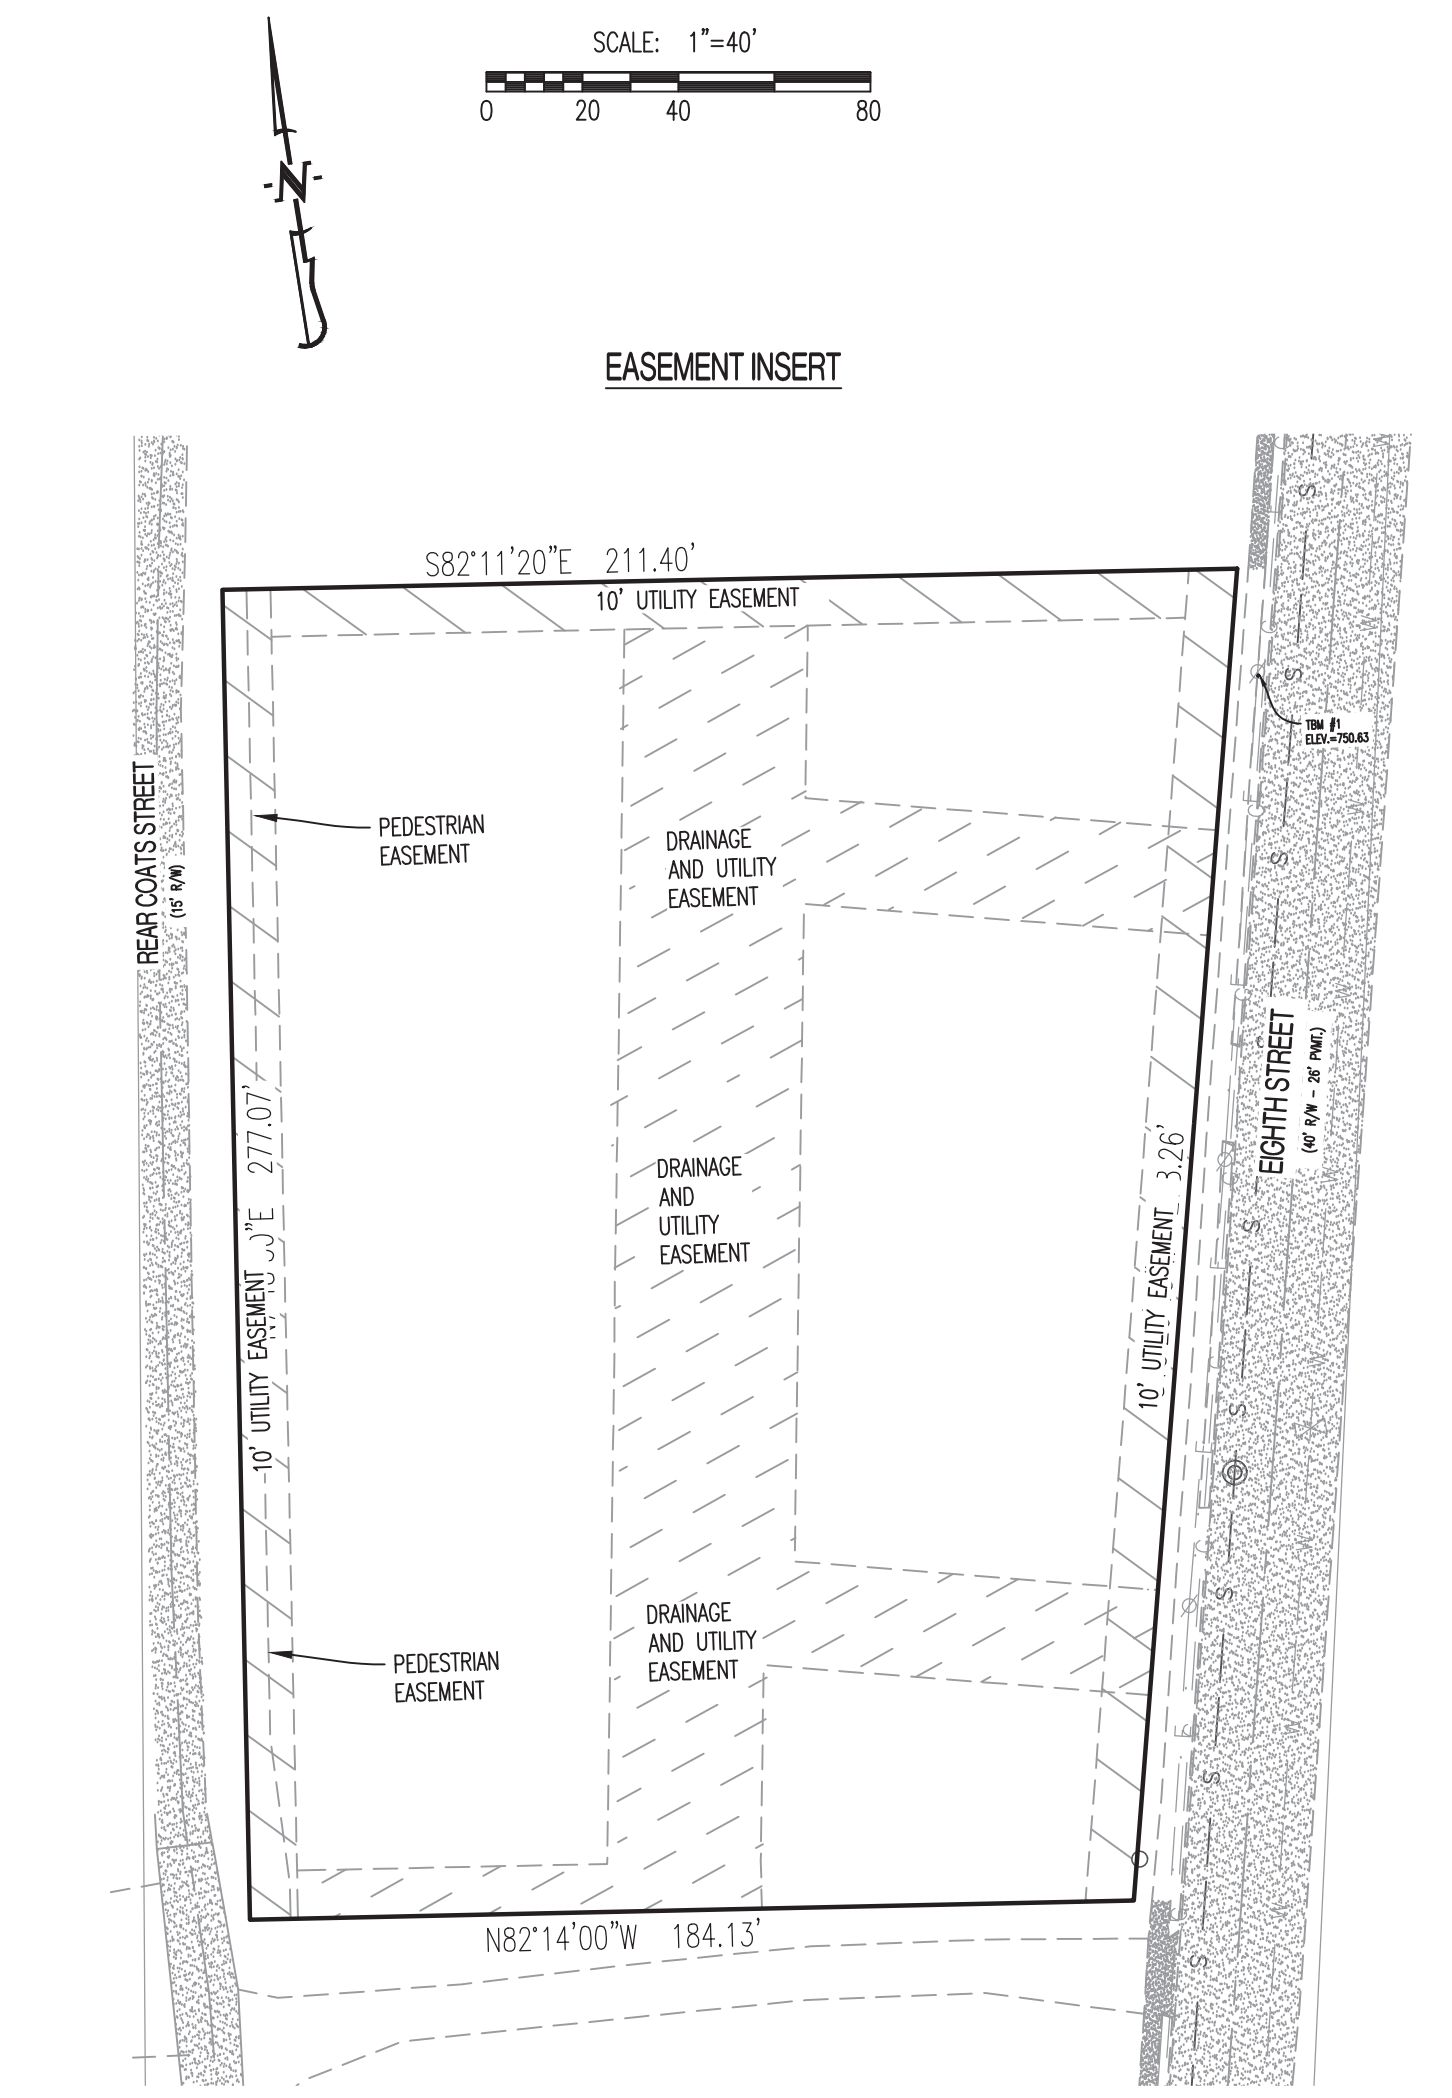 SCALE: 1"=40'
0 20 40 80
N
EASEMENT INSERT
S82°11'20"E 211.40'
10' UTILITY EASEMENT
TBM #1
ELEV.=750.63
REAR COATS STREET
(15' R/W)
PEDESTRIAN
EASEMENT
DRAINAGE
AND UTILITY
EASEMENT
277.07'
10' UTILITY EASEMENT
DRAINAGE
AND
UTILITY
EASEMENT
3.26'
10' UTILITY EASEMENT
EIGHTH STREET
(40' R/W - 26' PVMT.)
PEDESTRIAN
EASEMENT
DRAINAGE
AND UTILITY
EASEMENT
N82°14'00"W 184.13'